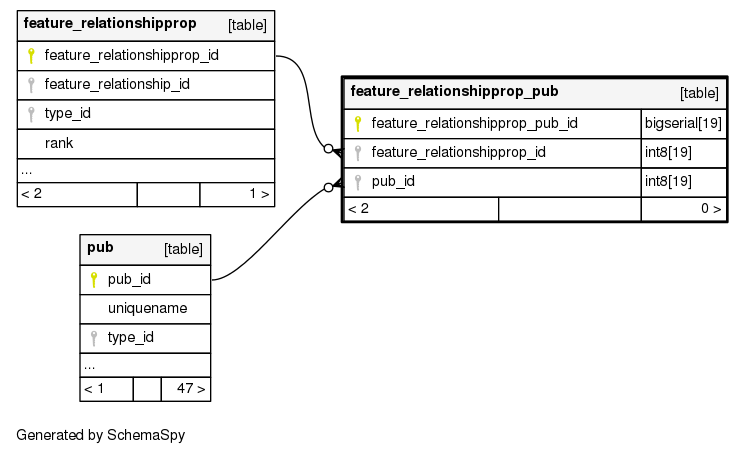 feature_relationshipprop [table]
feature_relationshipprop_id
feature_relationship_id
type_id
rank
...
< 2 1 >
feature_relationshipprop_pub [table]
feature_relationshipprop_pub_id bigserial[19]
feature_relationshipprop_id int8[19]
pub_id int8[19]
< 2 0 >
pub [table]
pub_id
uniquename
type_id
...
< 1 47 >
Generated by SchemaSpy